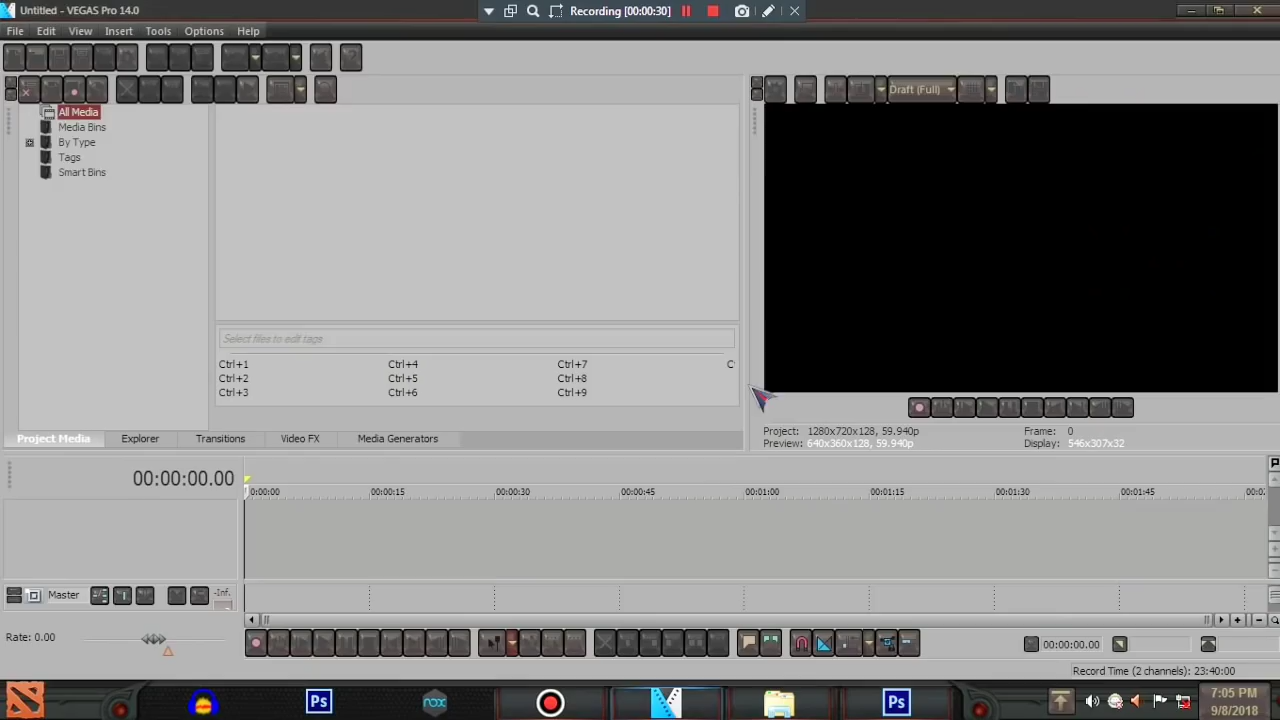 Untitled - VEGAS Pro 14.0
Recording [00:00:30]
File Edit View Insert Tools Options Help
Draft (Full)
All Media
Media Bins
By Type
Tags
Smart Bins
Select files to edit tags
Ctrl+1 Ctrl+4 Ctrl+7 C
Ctrl+2 Ctrl+5 Ctrl+8
Ctrl+3 Ctrl+6 Ctrl+9
Project: 1280x720x128, 59.940p Frame: 0
Preview: 640x360x128, 59.940p Display: 546x307x32
Project Media Explorer Transitions Video FX Media Generators
00:00:00.00
0:00:00 00:00:15 00:00:30 00:00:45 00:01:00 00:01:15 00:01:30 00:01:45 00:0
Master -Inf.
Rate: 0.00
00:00:00.00
Record Time (2 channels): 23:40:00
Ps nox Ps
7:05 PM
9/8/2018